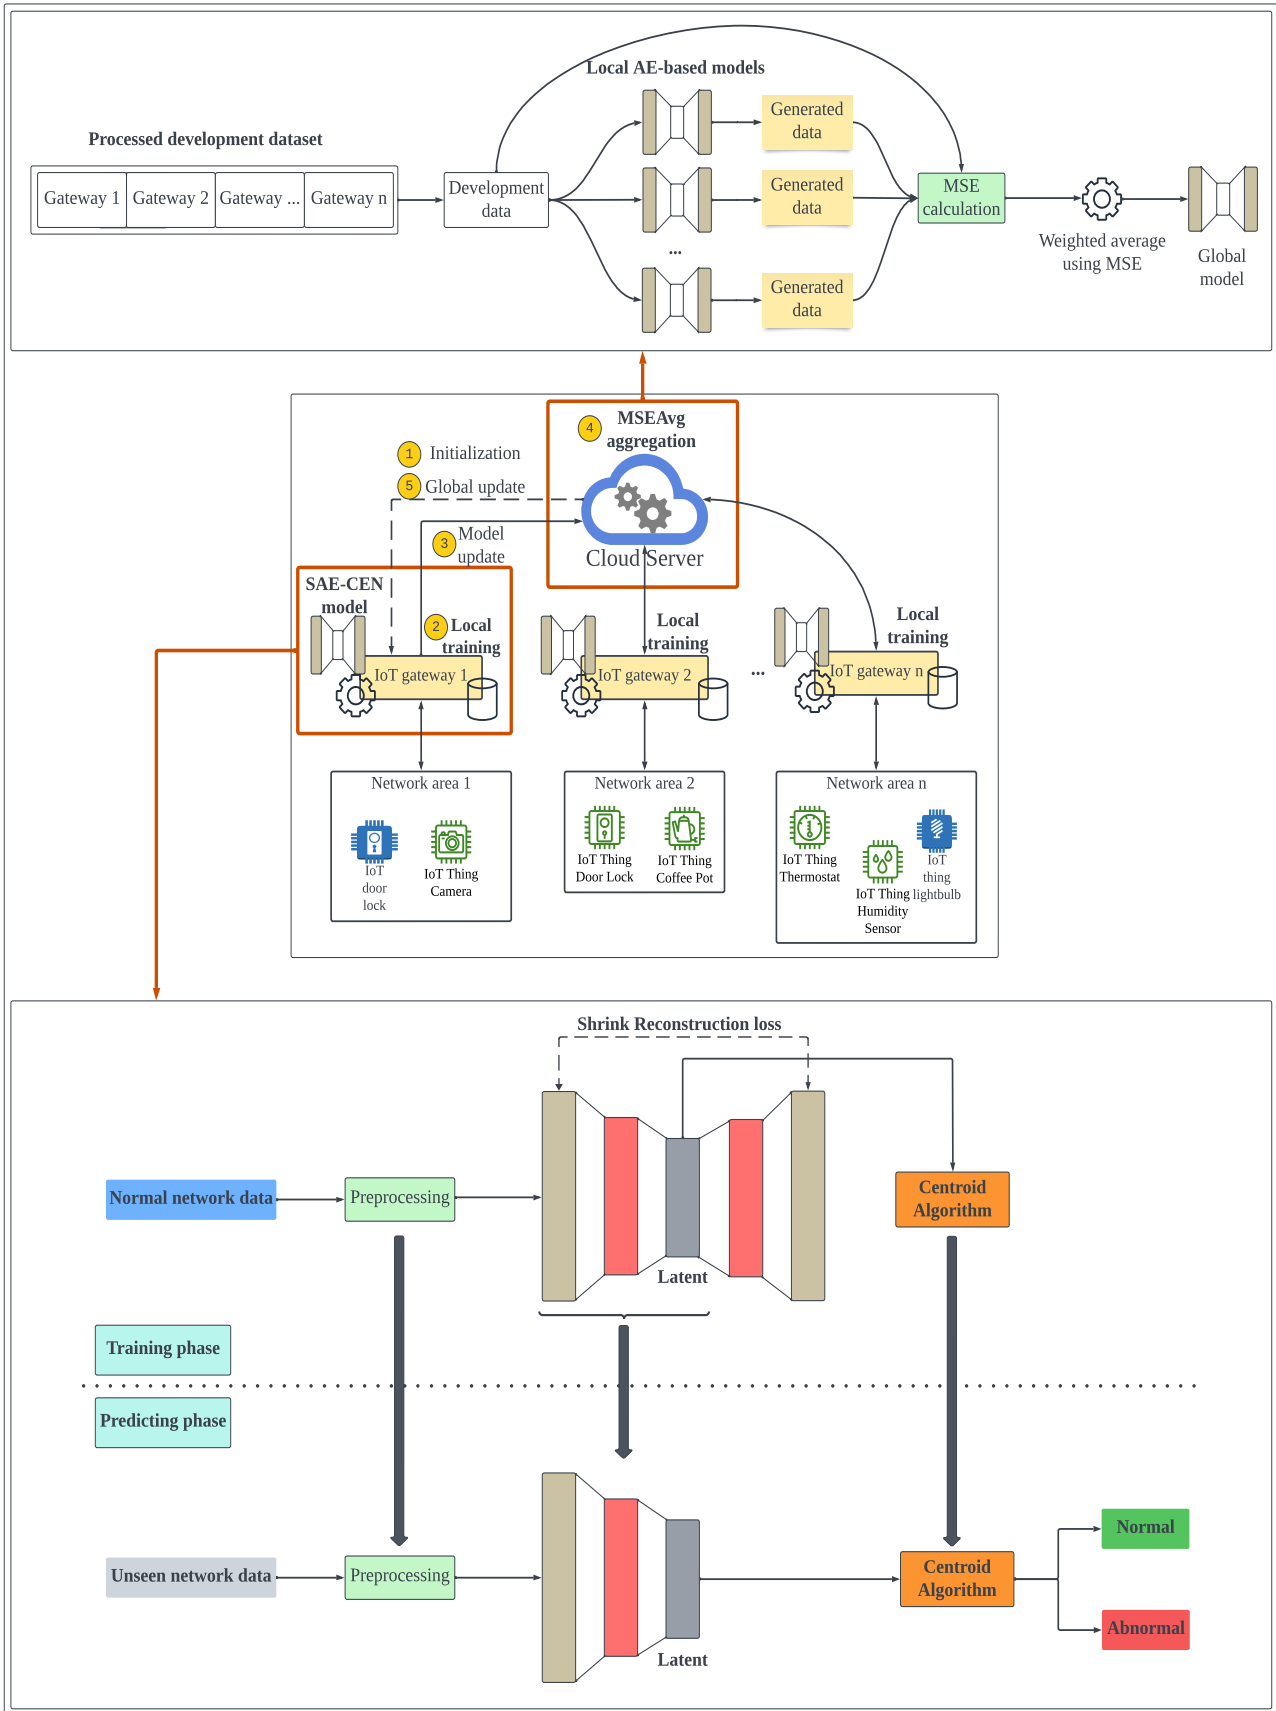 Local AE-based models
Processed development dataset
Gateway 1
Gateway 2
Gateway ...
Gateway n
Development
data
Generated
data
Generated
data
...
Generated
data
MSE
calculation
Weighted average
using MSE
Global
model
4
MSEAvg
aggregation
1
Initialization
5
Global update
3
Model
update
Cloud Server
SAE-CEN
model
2
Local
training
IoT gateway 1
Local
training
IoT gateway 2
...
Local
training
IoT gateway n
Network area 1
IoT
door
lock
IoT Thing
Camera
Network area 2
IoT Thing
Door Lock
IoT Thing
Coffee Pot
Network area n
IoT Thing
Thermostat
IoT Thing
Humidity
Sensor
IoT
thing
lightbulb
Shrink Reconstruction loss
Normal network data
Preprocessing
Latent
Centroid
Algorithm
Training phase
Predicting phase
Unseen network data
Preprocessing
Latent
Centroid
Algorithm
Normal
Abnormal